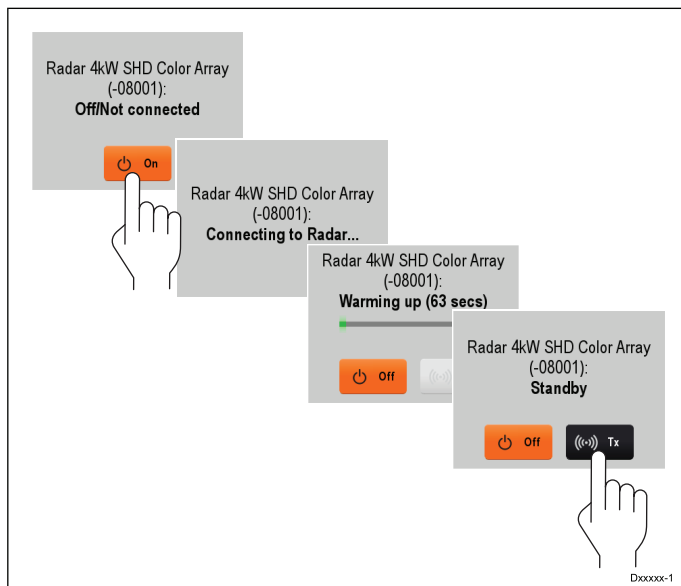 Radar 4kW SHD Color Array
(-08001):
Off/Not connected
On
Radar 4kW SHD Color Array
(-08001):
Connecting to Radar...
Radar 4kW SHD Color Array
(-08001):
Warming up (63 secs)
Off
Radar 4kW SHD Color Array
(-08001):
Standby
Off
Tx
Dxxxxx-1